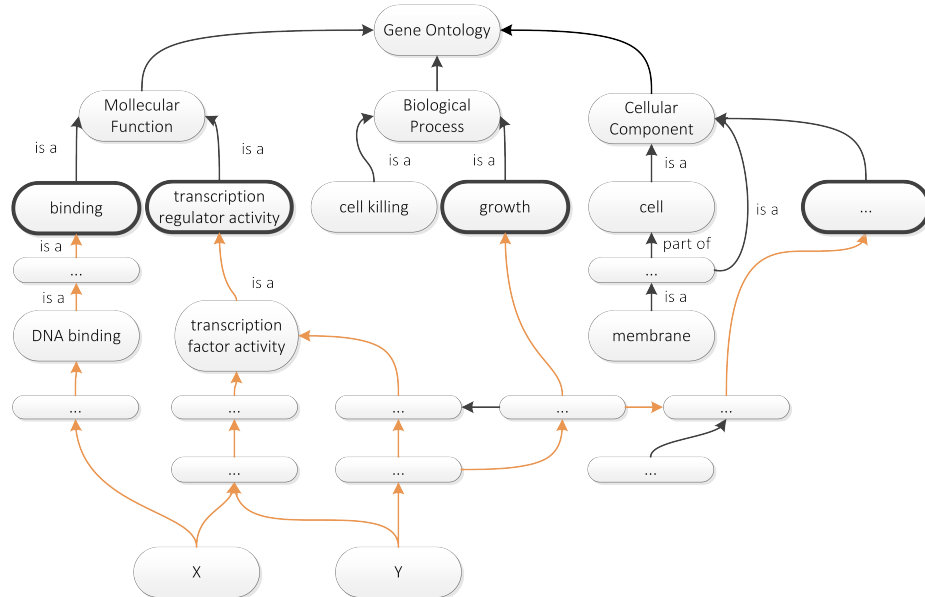 Gene Ontology
Mollecular
Function
Biological
Process
Cellular
Component
is a
is a
is a
is a
is a
binding
transcription
regulator activity
cell killing
growth
cell
is a
...
is a
part of
...
is a
...
is a
is a
DNA binding
transcription
factor activity
membrane
...
...
...
...
...
...
...
...
X
Y